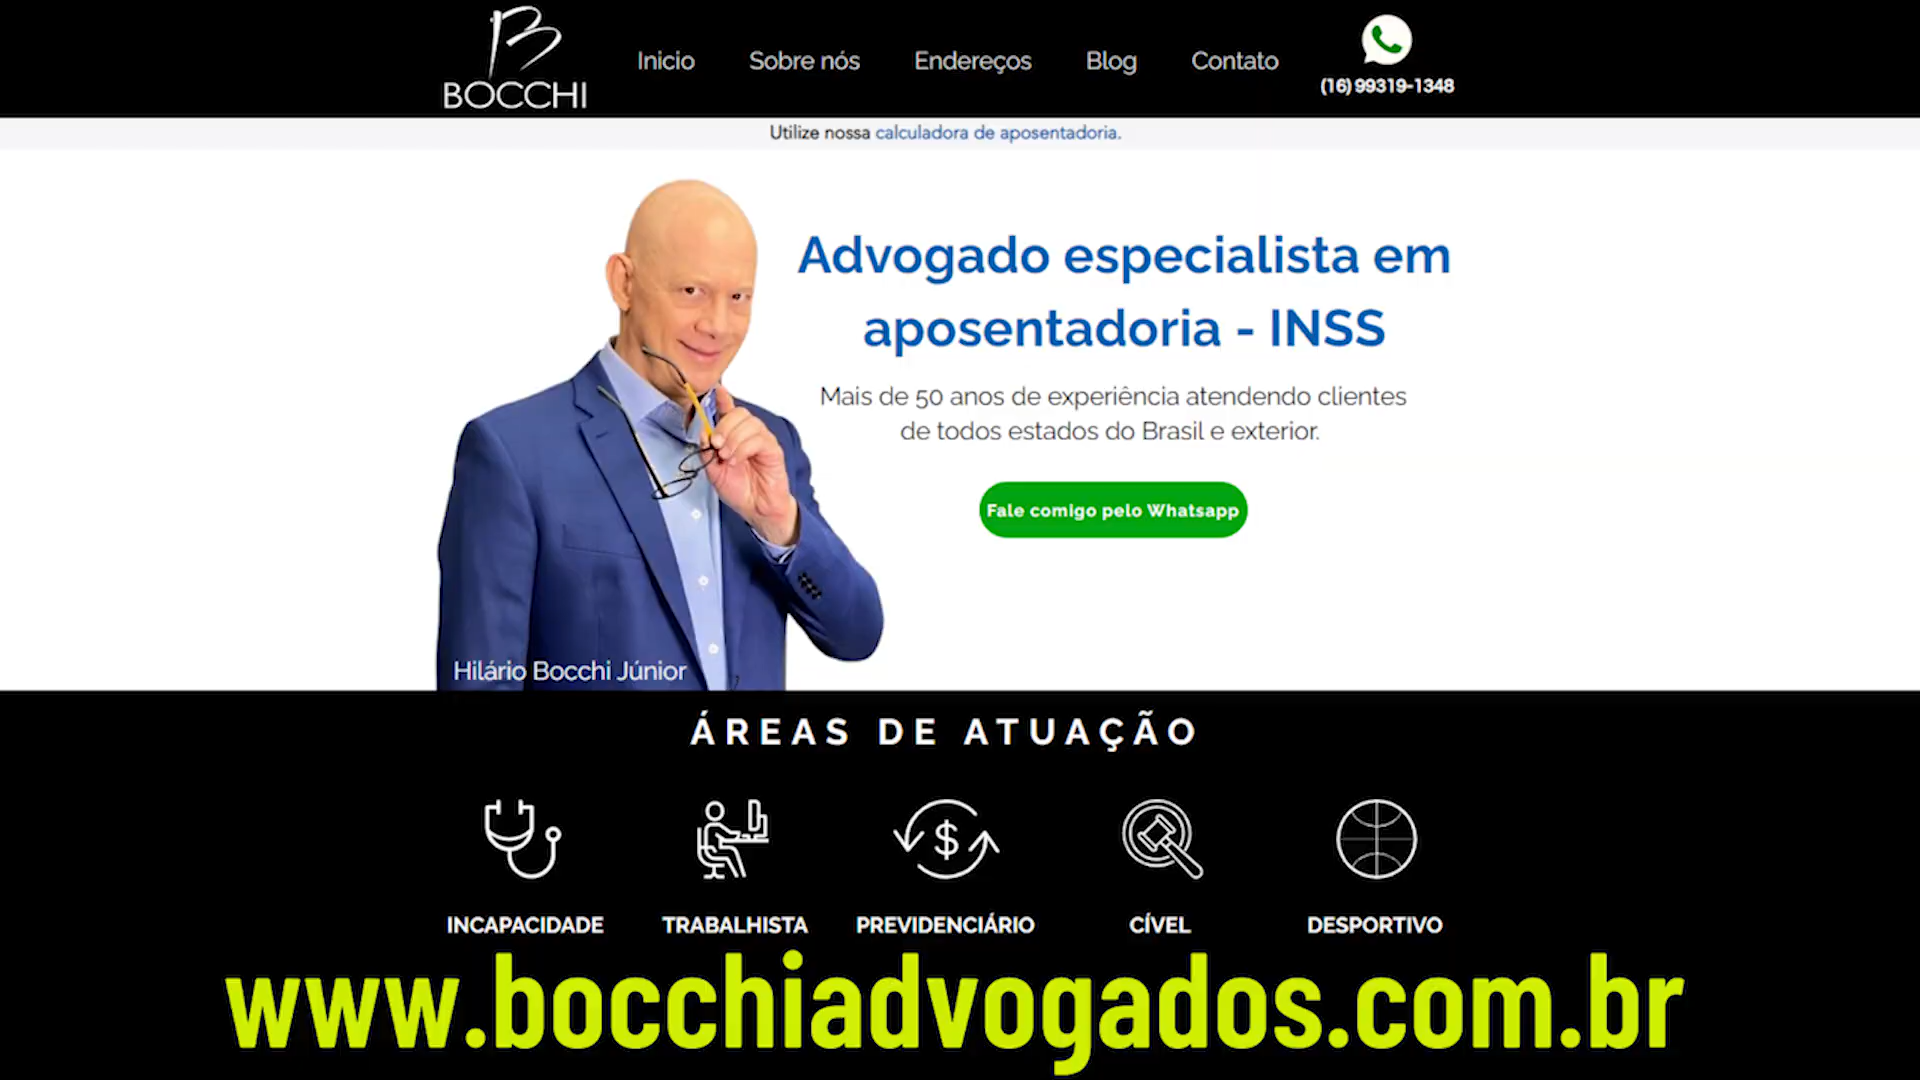 BOCCHI
Inicio
Sobre nós
Endereços
Blog
Contato
(16) 99319-1348
Utilize nossa calculadora de aposentadoria.
Advogado especialista em
aposentadoria - INSS
Mais de 50 anos de experiência atendendo clientes
de todos estados do Brasil e exterior.
Fale comigo pelo Whatsapp
Hilário Bocchi Júnior
ÁREAS DE ATUAÇÃO
INCAPACIDADE
TRABALHISTA
PREVIDENCIÁRIO
CÍVEL
DESPORTIVO
www.bocchiadvogados.com.br